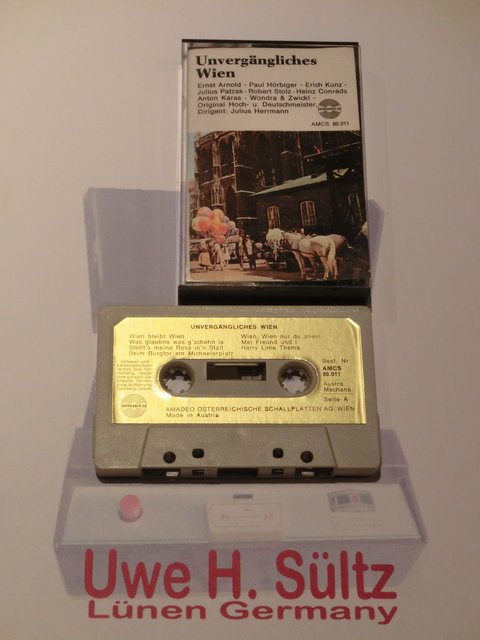 Unvergängliches
Wien
Ernst Arnold - Paul Hörbiger - Erich Kunz -
Julius Patzak - Robert Stolz - Heinz Conrads
Anton Karas - Wondra & Zwickl -
Original Hoch- u. Deutschmeister
Dirigent: Julius Herrmann
amadeo
AMCS 80.011
UNVERGÄNGLICHES WIEN
Wien bleibt Wien
Was glaubns was g'schehn is
Stellt's meine Ross in'n Stall
Beim Burgtor am Michaelerplatz
Wien, Wien nur du allein
Mei Freund und I
Harry Lime Thema
Best. Nr
AMCS
80.011
Austro
Mechana
Seite A
amadeo
AMADEO ÖSTERREICHISCHE SCHALLPLATTEN AG. WIEN
Made in Austria
Uwe H. Sültz
Lünen Germany